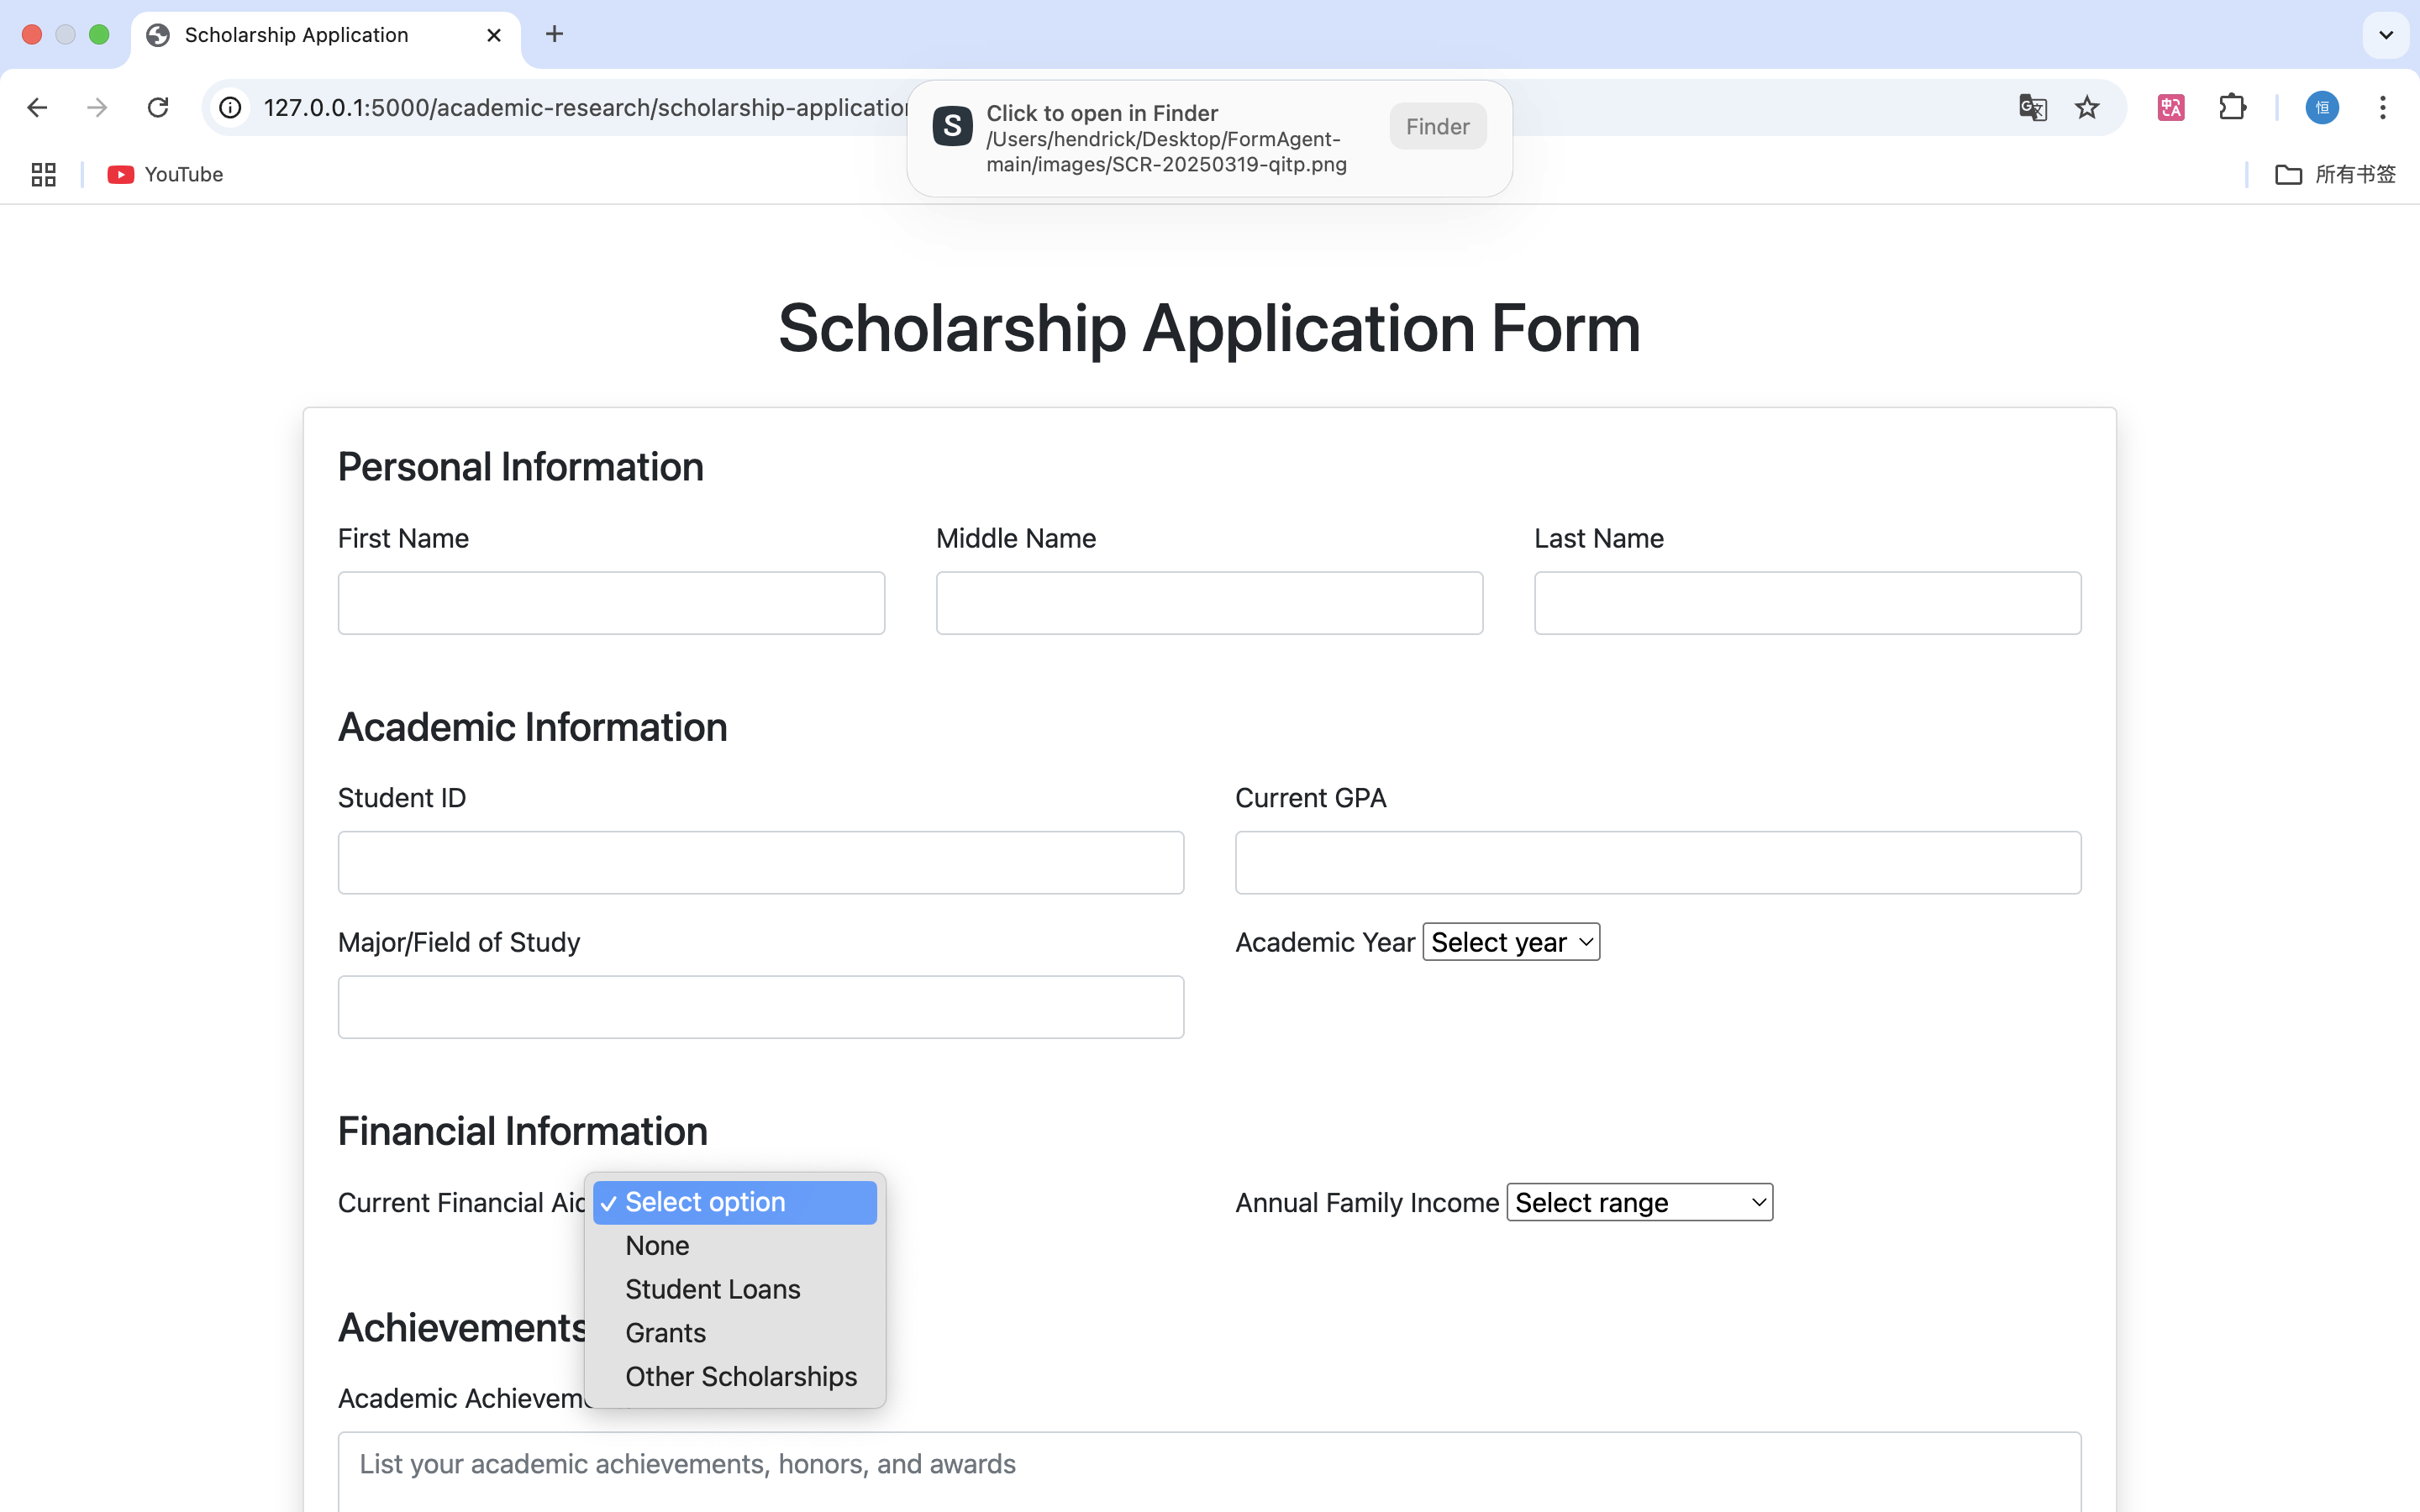 Scholarship Application
127.0.0.1:5000/academic-research/scholarship-application
Click to open in Finder
/Users/hendrick/Desktop/FormAgent-
main/images/SCR-20250319-qitp.png
Finder
S
恒
YouTube
所有书签
Scholarship Application Form
Personal Information
First Name
Middle Name
Last Name
Academic Information
Student ID
Current GPA
Major/Field of Study
Academic Year Select year
Financial Information
Current Financial Aid
Select option
None
Student Loans
Grants
Other Scholarships
Annual Family Income Select range
Achievements
Academic Achievem
List your academic achievements, honors, and awards